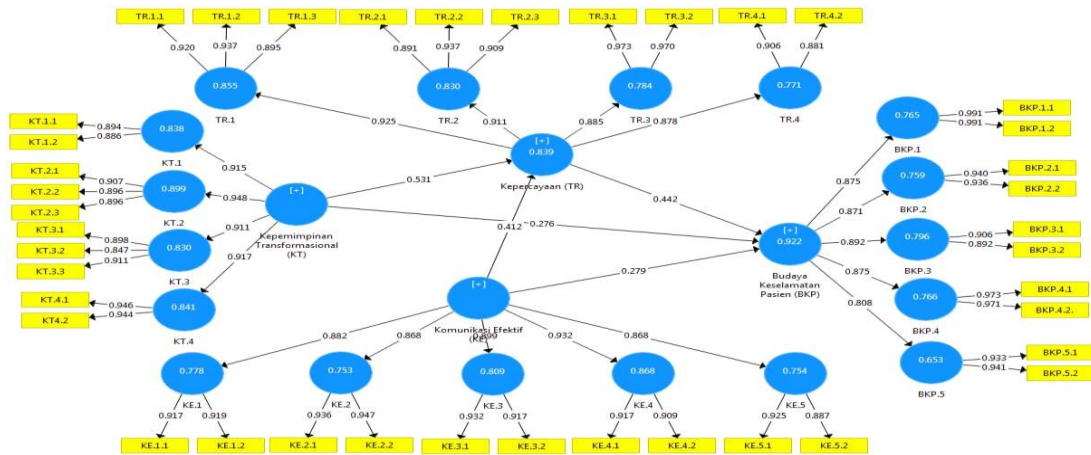 TR.1.1 TR.1.2 TR.1.3 TR.2.1 TR.2.2 TR.2.3 TR.3.1 TR.3.2 TR.4.1 TR.4.2
0.920 0.937 0.895 0.891 0.937 0.909 0.973 0.970 0.906 0.881
0.855 0.830 0.784 0.771
TR.1 TR.2 TR.3 TR.4
0.925 0.911 0.885 0.878
KT.1.1 0.894
KT.1.2 0.886
0.838
KT.1
0.915
KT.2.1 0.907
KT.2.2 0.896
KT.2.3 0.896
0.899
KT.2
0.948
KT.3.1 0.898
KT.3.2 0.847
KT.3.3 0.911
0.830
KT.3
0.911
KT.4.1 0.946
KT4.2 0.944
0.841
KT.4
0.917
[+]
Kepemimpinan
Transformasional
(KT)
[+]
0.839
Kepercayaan (TR)
0.531
0.412
0.442
0.276
0.279
[+]
0.922
Budaya
Keselamatan
Pasien (BKP)
[+]
Komunikasi Efektif
(KE)
0.875
0.765
BKP.1
0.991 BKP.1.1
0.991 BKP.1.2
0.871
0.759
BKP.2
0.940 BKP.2.1
0.936 BKP.2.2
0.892
0.796
BKP.3
0.906 BKP.3.1
0.892 BKP.3.2
0.875
0.766
BKP.4
0.973 BKP.4.1
0.971 BKP.4.2.
0.808
0.653
BKP.5
0.933 BKP.5.1
0.941 BKP.5.2
0.882 0.868 0.899 0.932 0.868
0.778 0.753 0.809 0.868 0.754
KE.1 KE.2 KE.3 KE.4 KE.5
0.917 0.919 0.936 0.947 0.932 0.917 0.917 0.909 0.925 0.887
KE.1.1 KE.1.2 KE.2.1 KE.2.2 KE.3.1 KE.3.2 KE.4.1 KE.4.2 KE.5.1 KE.5.2